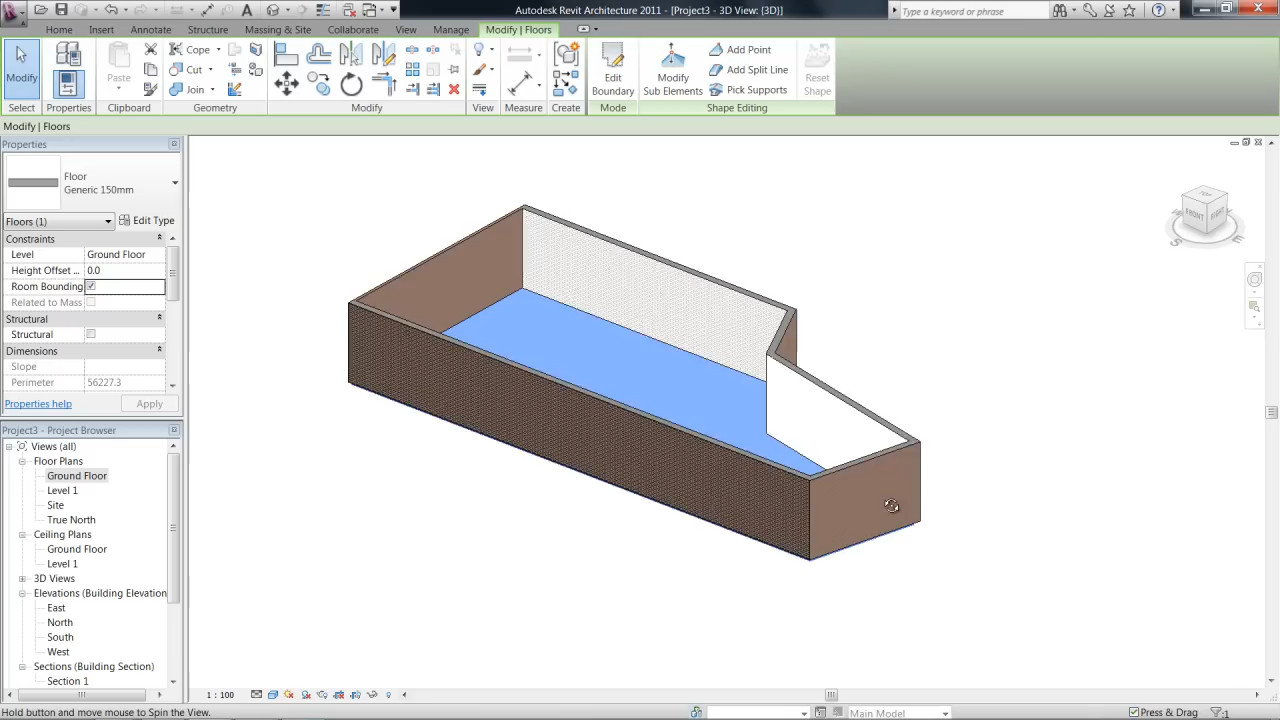 Autodesk Revit Architecture 2011 - [Project3 - 3D View: {3D}]
Type a keyword or phrase
Home Insert Annotate Structure Massing & Site Collaborate View Manage Modify | Floors
Modify
Paste
Cope
Cut
Join
Edit
Boundary
Modify
Sub Elements
Add Point
Add Split Line
Pick Supports
Reset
Shape
Select Properties Clipboard Geometry Modify View Measure Create Mode Shape Editing
Modify | Floors
Properties
Floor
Generic 150mm
Floors (1)
Edit Type
Constraints
Level Ground Floor
Height Offset ... 0.0
Room Bounding
Related to Mass
Structural
Structural
Dimensions
Slope
Perimeter 56227.3
Properties help
Apply
Project3 - Project Browser
Views (all)
Floor Plans
Ground Floor
Level 1
Site
True North
Ceiling Plans
Ground Floor
Level 1
3D Views
Elevations (Building Elevation
East
North
South
West
Sections (Building Section)
Section 1
TOP
FRONT
RIGHT
S
E
1 : 100
Hold button and move mouse to Spin the View.
Main Model
Press & Drag
:1